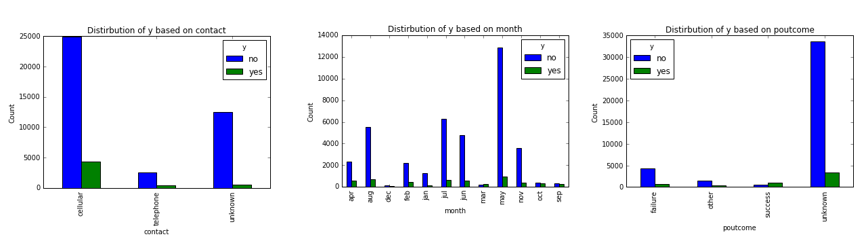 Distirbution of y based on contact
25000
20000
15000
10000
5000
0
Count
y
no
yes
cellular
telephone
unknown
contact
Distirbution of y based on month
14000
12000
10000
8000
6000
4000
2000
0
Count
y
no
yes
apr
aug
dec
feb
jan
jul
jun
mar
may
nov
oct
sep
month
Distirbution of y based on poutcome
35000
30000
25000
20000
15000
10000
5000
0
Count
y
no
yes
failure
other
success
unknown
poutcome